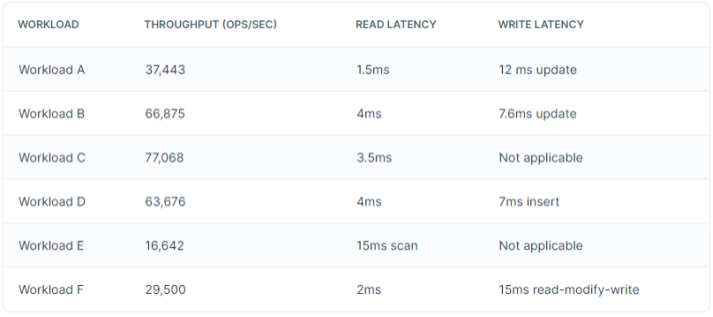 WORKLOAD THROUGHPUT (OPS/SEC) READ LATENCY WRITE LATENCY
Workload A 37,443 1.5ms 12 ms update
Workload B 66,875 4ms 7.6ms update
Workload C 77,068 3.5ms Not applicable
Workload D 63,676 4ms 7ms insert
Workload E 16,642 15ms scan Not applicable
Workload F 29,500 2ms 15ms read-modify-write